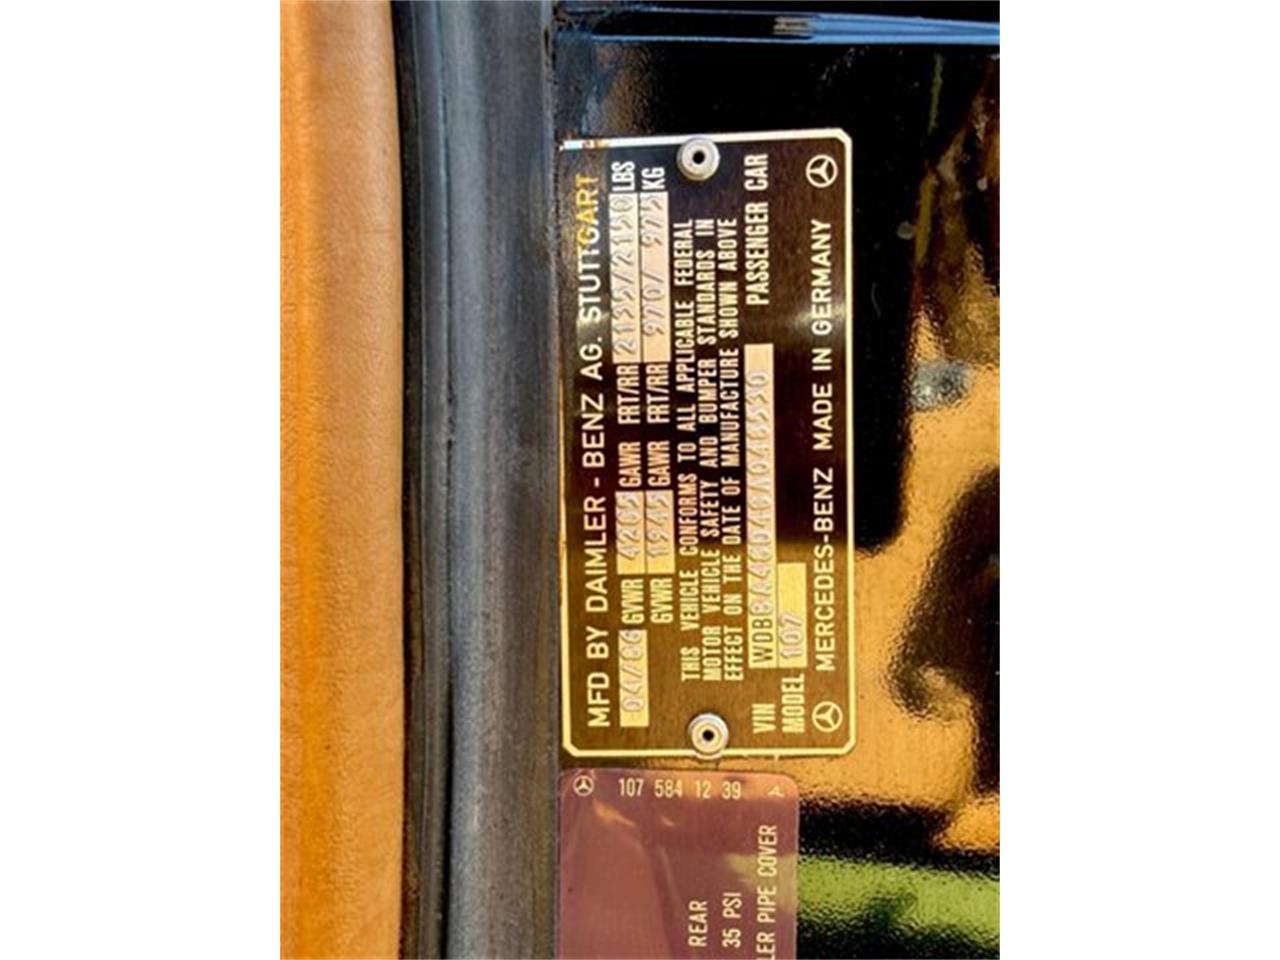 MFD BY DAIMLER - BENZ AG. STUTTGART
04/86 GVWR 4285 GAWR FRT/RR 2135/2150 LBS
GVWR 1945 GAWR FRT/RR 970/ 975 KG
THIS VEHICLE CONFORMS TO ALL APPLICABLE FEDERAL
MOTOR VEHICLE SAFETY AND BUMPER STANDARDS IN
EFFECT ON THE DATE OF MANUFACTURE SHOWN ABOVE
VIN PASSENGER CAR
MODEL 107
MERCEDES-BENZ MADE IN GERMANY
107 584 12 39
REAR
35 PSI
LER PIPE COVER